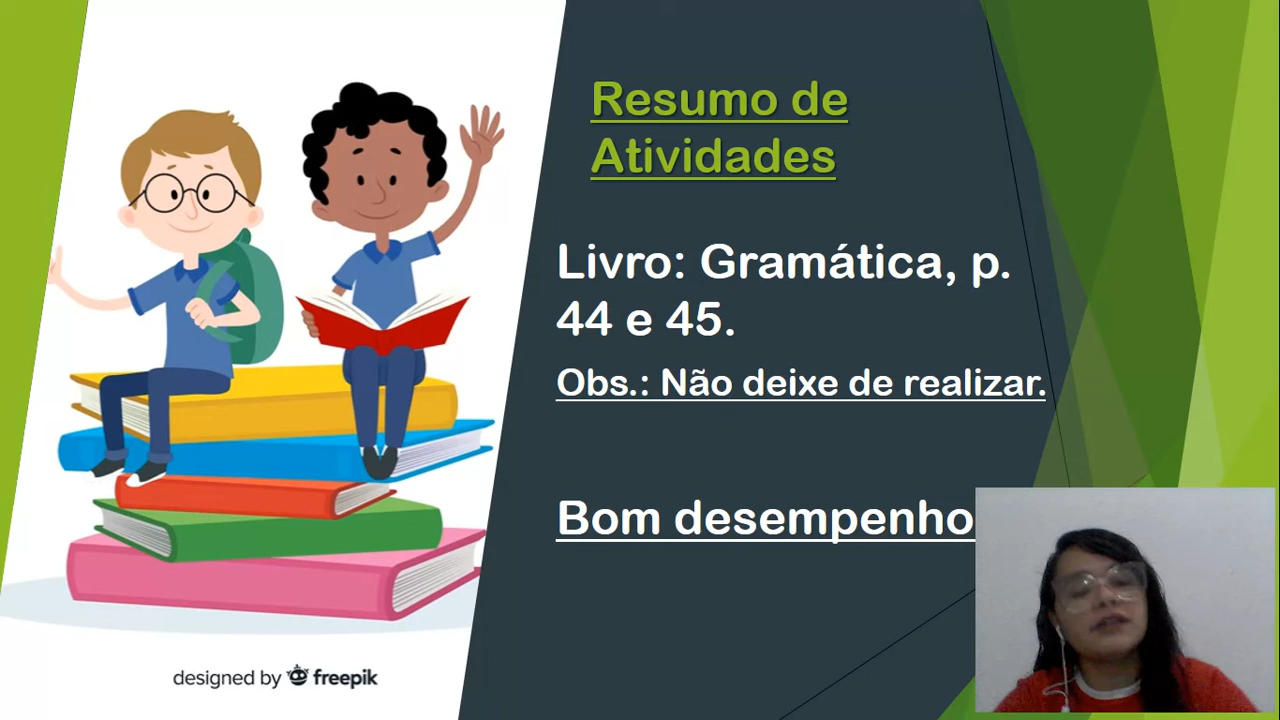 Resumo de
Atividades
Livro: Gramática, p.
44 e 45.
Obs.: Não deixe de realizar.
Bom desempenho
designed by freepik